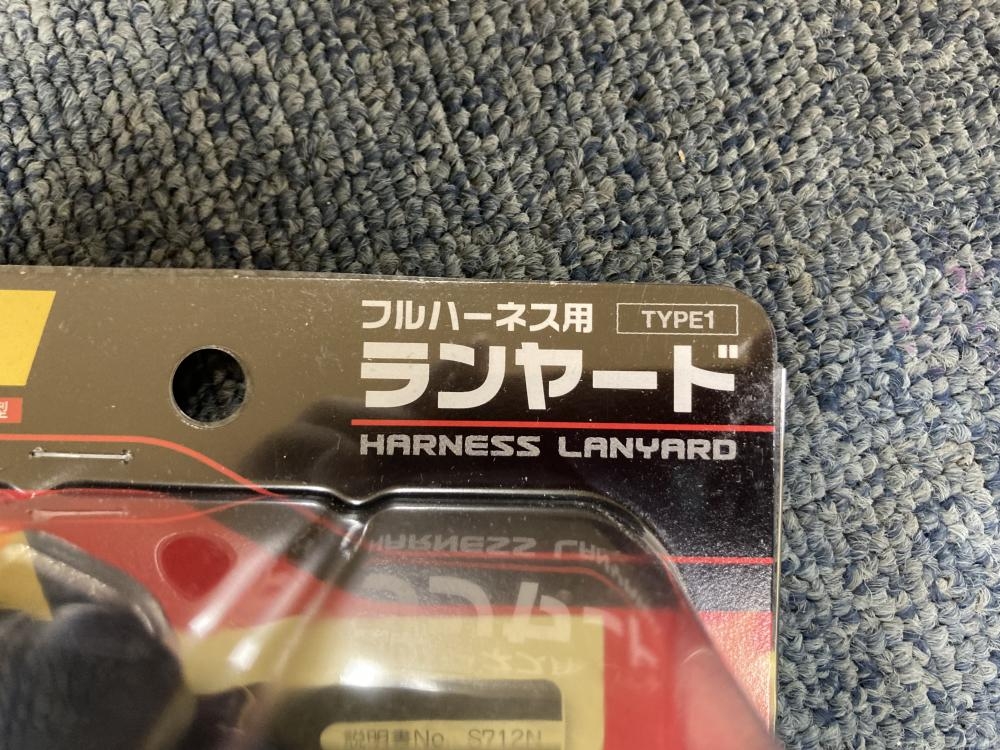 フルハーネス用 TYPE1
ランヤード
型
HARNESS LANYARD
説明書No. S712N